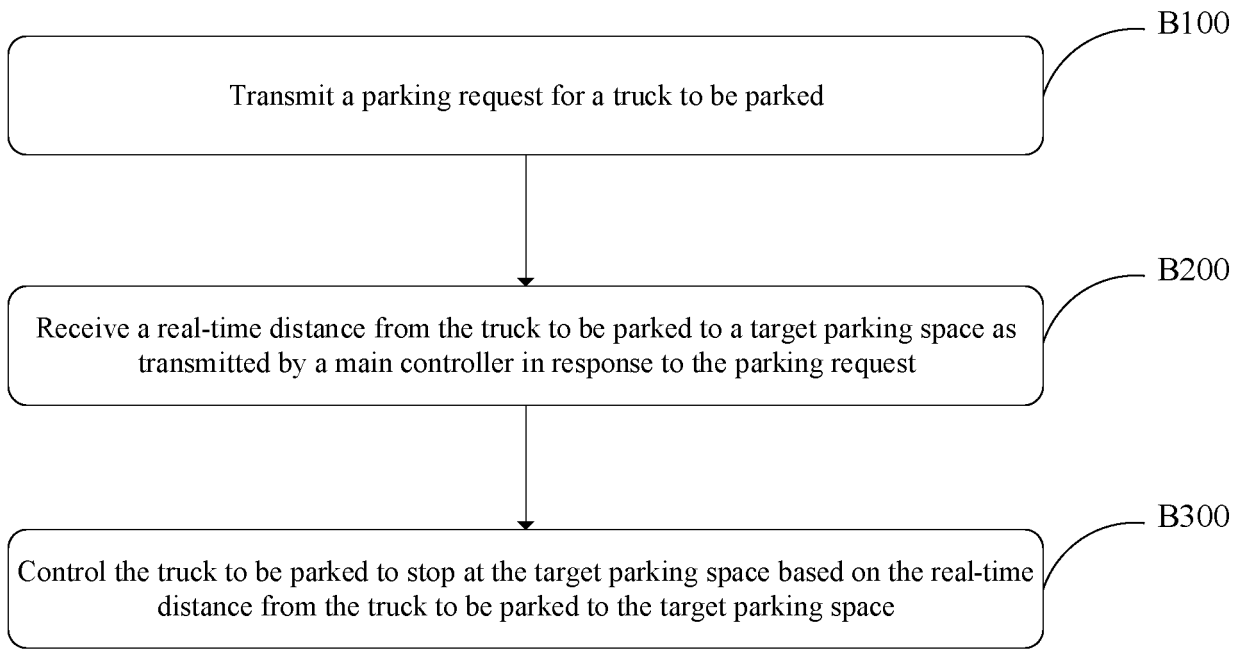 B100
Transmit a parking request for a truck to be parked
B200
Receive a real-time distance from the truck to be parked to a target parking space as
transmitted by a main controller in response to the parking request
B300
Control the truck to be parked to stop at the target parking space based on the real-time
distance from the truck to be parked to the target parking space